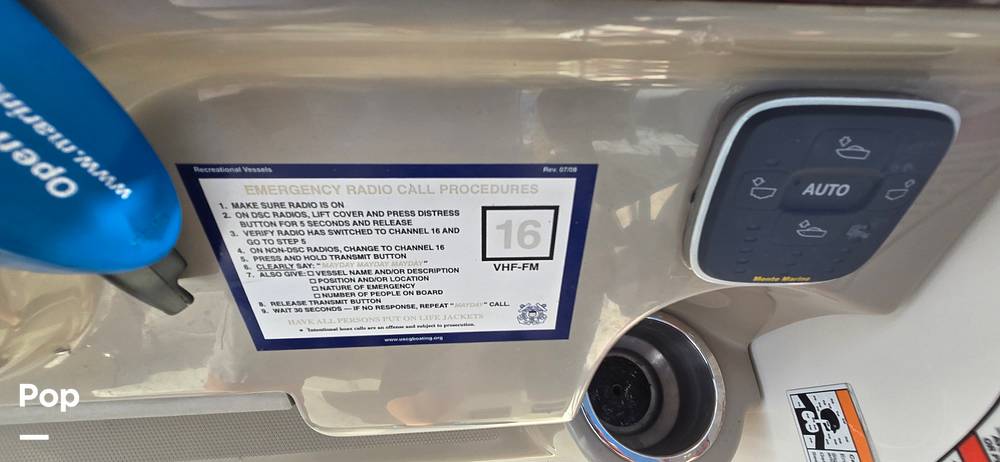 Open
www.marin
Recreational Vessels
Rev. 07/08
EMERGENCY RADIO CALL PROCEDURES
1. MAKE SURE RADIO IS ON
2. ON DSC RADIOS, LIFT COVER AND PRESS DISTRESS
BUTTON FOR 5 SECONDS AND RELEASE
3. VERIFY RADIO HAS SWITCHED TO CHANNEL 16 AND
GO TO STEP 5
4. ON NON-DSC RADIOS, CHANGE TO CHANNEL 16
5. PRESS AND HOLD TRANSMIT BUTTON
6. CLEARLY SAY: "MAYDAY MAYDAY MAYDAY"
7. ALSO GIVE: □ VESSEL NAME AND/OR DESCRIPTION
□ POSITION AND/OR LOCATION
□ NATURE OF EMERGENCY
□ NUMBER OF PEOPLE ON BOARD
8. RELEASE TRANSMIT BUTTON
9. WAIT 30 SECONDS — IF NO RESPONSE, REPEAT "MAYDAY" CALL.
HAVE ALL PERSONS PUT ON LIFE JACKETS
★ Intentional hoax calls are an offense and subject to prosecution.
www.uscgboating.org
16
VHF-FM
AUTO
Pop